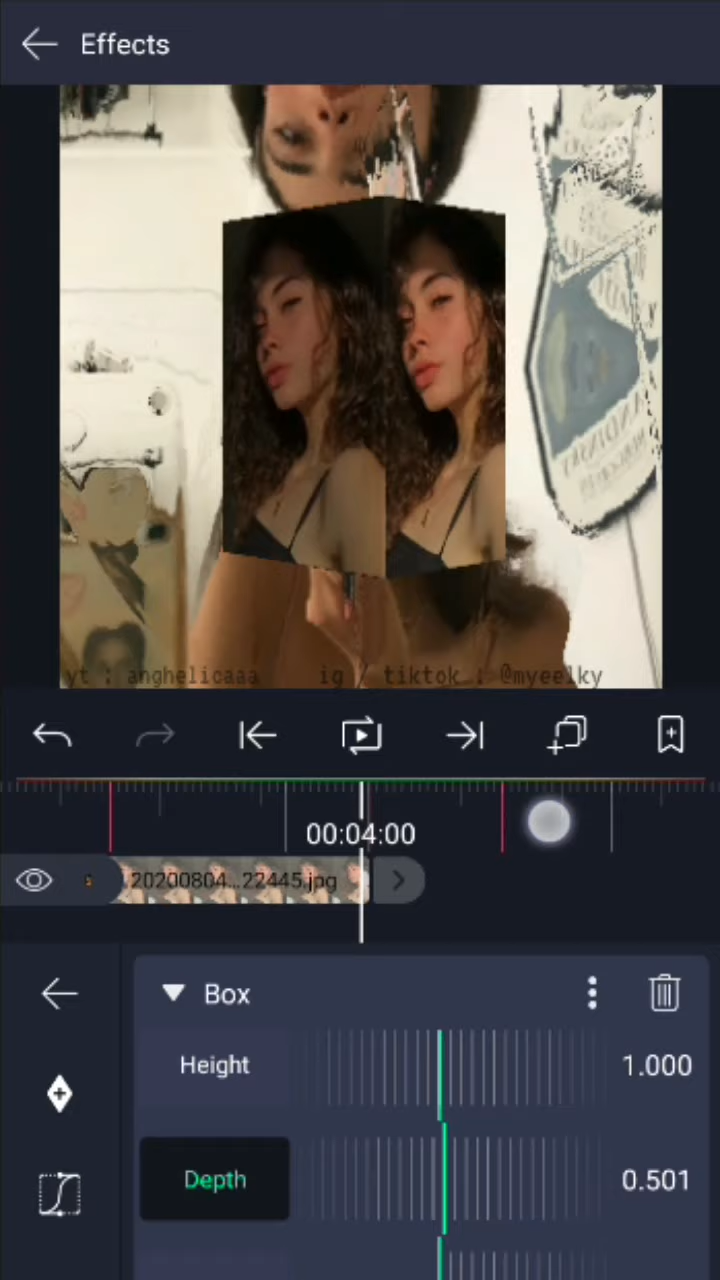 Effects
yt : anghelicaaa ig / tiktok : @myeelky
00:04:00
20200804...22445.jpg
Box
Height 1.000
Depth 0.501